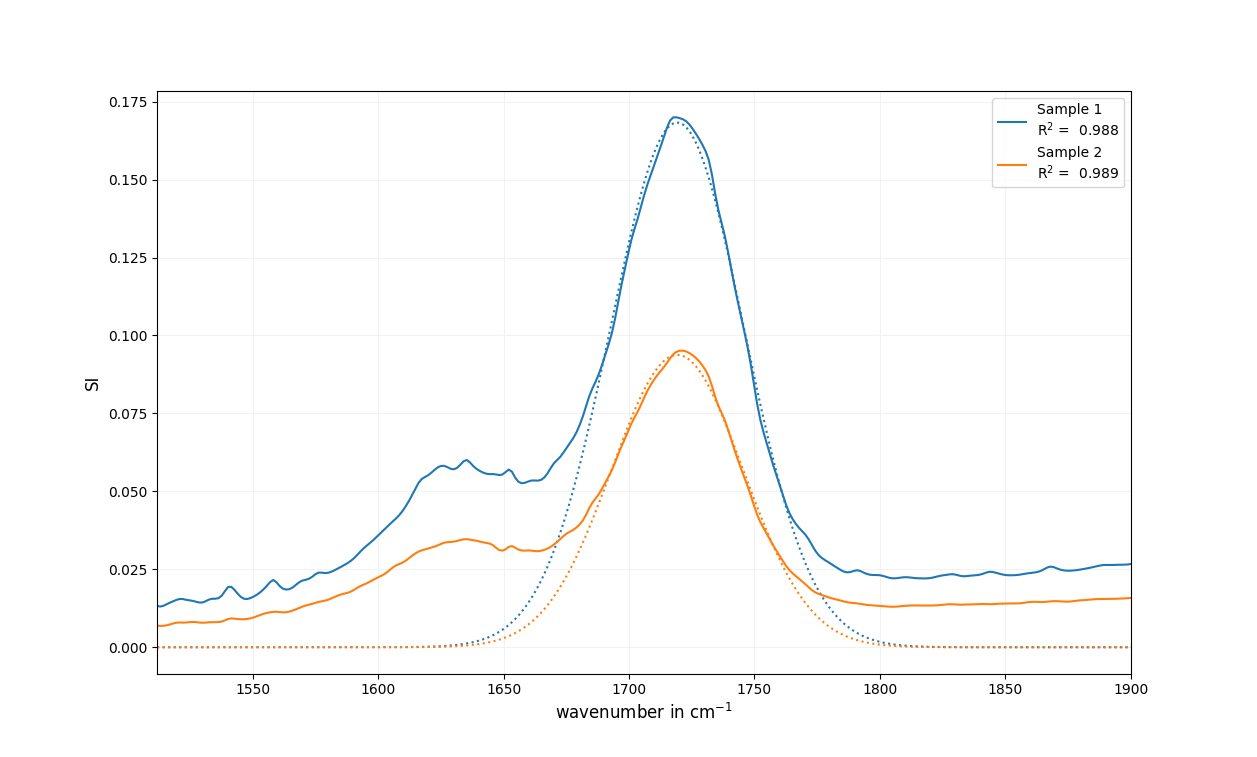 Sample 1
R² = 0.988
Sample 2
R² = 0.989
0.175
0.150
0.125
0.100
0.075
0.050
0.025
0.000
SI
1550 1600 1650 1700 1750 1800 1850 1900
wavenumber in cm⁻¹